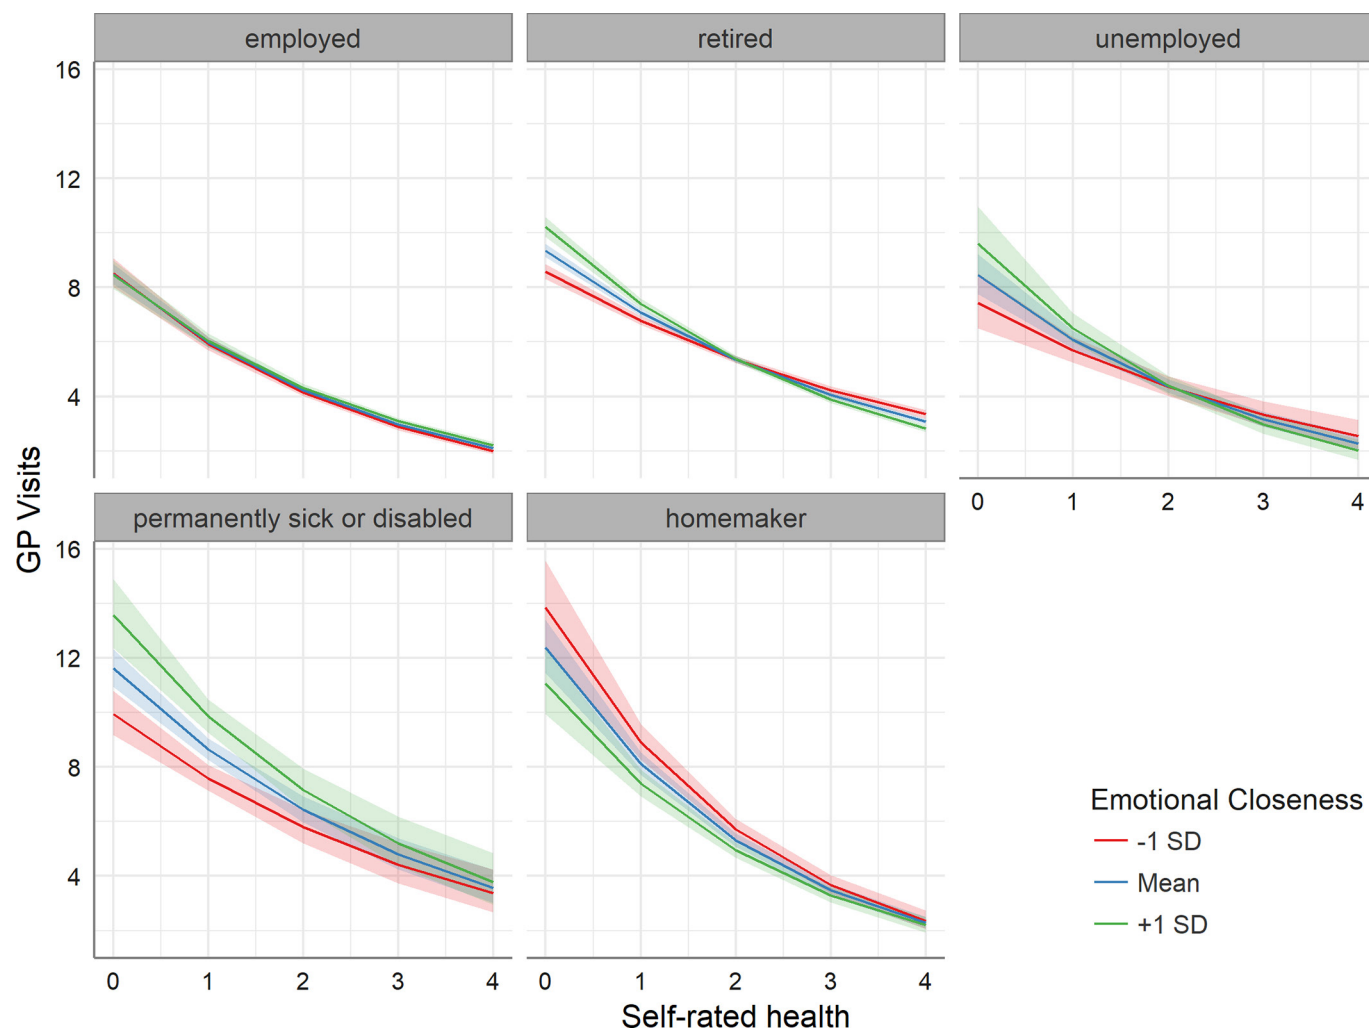 employed
retired
unemployed
16
12
8
4
0 1 2 3 4
GP Visits
permanently sick or disabled
homemaker
16
12
8
4
0 1 2 3 4
0 1 2 3 4
Self-rated health
Emotional Closeness
-1 SD
Mean
+1 SD